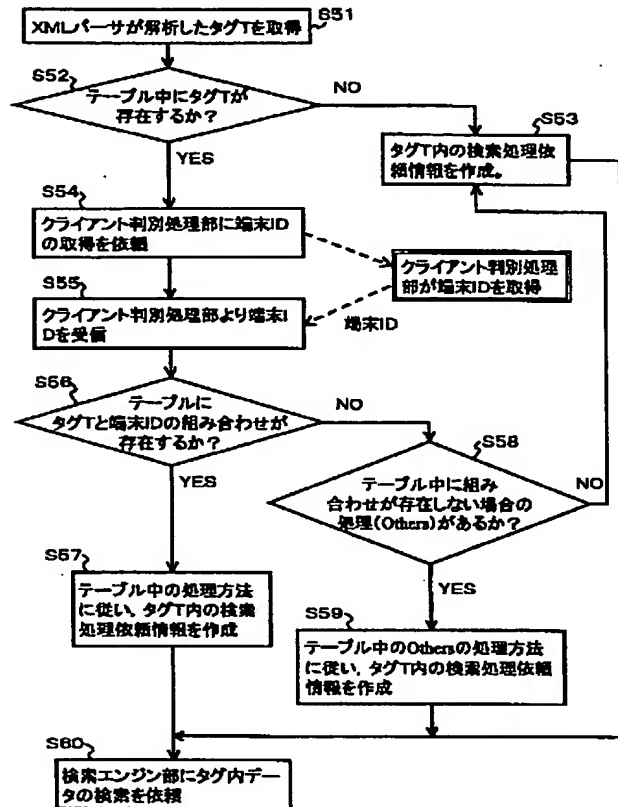 S51
XMLパーサが解析したタグTを取得
S52
テーブル中にタグTが
存在するか？
NO
YES
S53
タグT内の検索処理依
頼情報を作成。
S54
クライアント判別処理部に端末ID
の取得を依頼
クライアント判別処理
部が端末IDを取得
S55
クライアント判別処理部より端末I
Dを受信
端末ID
S56
テーブルに
タグTと端末IDの組み合わせが
存在するか？
NO
YES
S58
テーブル中に組み
合わせが存在しない場合の
処理(Others)があるか？
NO
YES
S57
テーブル中の処理方法
に従い、タグT内の検索
処理依頼情報を作成
S59
テーブル中のOthersの処理方法
に従い、タグT内の検索処理依頼
情報を作成
S60
検索エンジン部にタグ内デー
タの検索を依頼